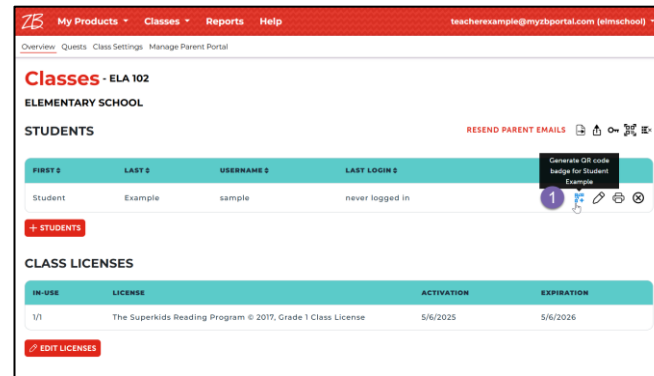 ZB My Products Classes Reports Help teacherexample@myzbportal.com (elmschool)
Overview Quests Class Settings Manage Parent Portal
Classes - ELA 102
ELEMENTARY SCHOOL
STUDENTS RESEND PARENT EMAILS
Generate QR code
badge for Student
Example
FIRST LAST USERNAME LAST LOGIN
Student Example sample never logged in 1
+ STUDENTS
CLASS LICENSES
IN-USE LICENSE ACTIVATION EXPIRATION
1/1 The Superkids Reading Program © 2017, Grade 1 Class License 5/6/2025 5/6/2026
EDIT LICENSES